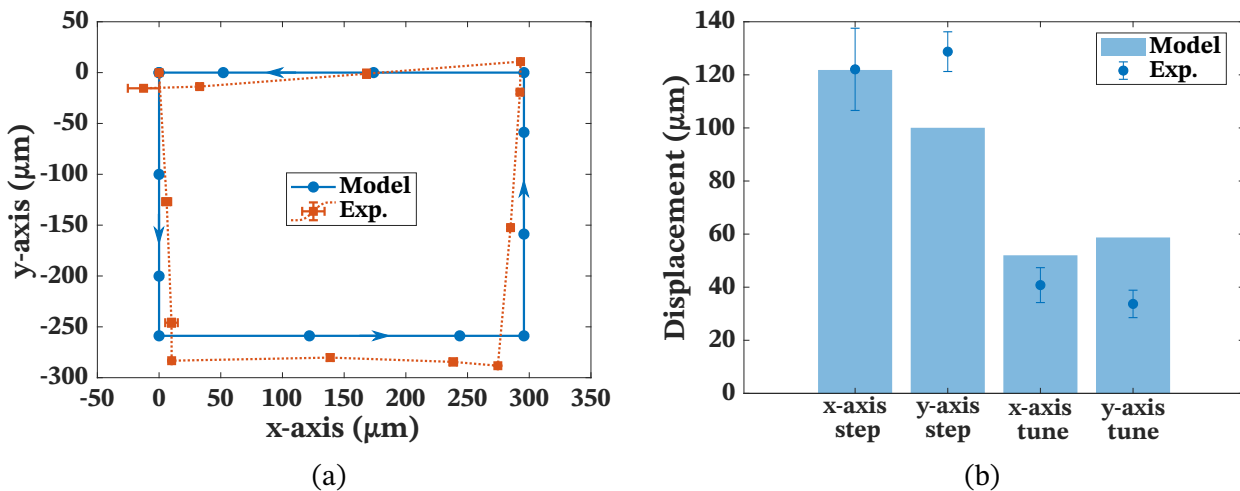 50
0
-50
-100
-150
-200
-250
-300
y-axis (μm)
Model
Exp.
-50 0 50 100 150 200 250 300 350
x-axis (μm)
(a)
140
120
100
80
60
40
20
0
Displacement (μm)
Model
Exp.
x-axis step
y-axis step
x-axis tune
y-axis tune
(b)